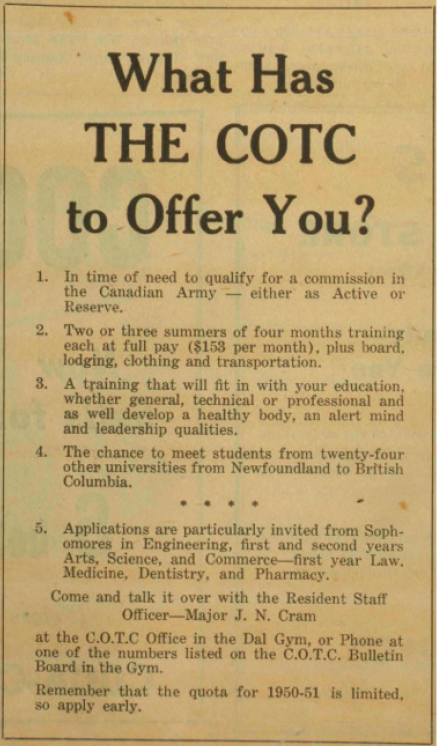 What Has
THE COTC
to Offer You?
1. In time of need to qualify for a commission in
the Canadian Army — either as Active or
Reserve.
2. Two or three summers of four months training
each at full pay ($153 per month), plus board,
lodging, clothing and transportation.
3. A training that will fit in with your education,
whether general, technical or professional and
as well develop a healthy body, an alert mind
and leadership qualities.
4. The chance to meet students from twenty-four
other universities from Newfoundland to British
Columbia.
* * * *
5. Applications are particularly invited from Soph-
omores in Engineering, first and second years
Arts, Science, and Commerce—first year Law,
Medicine, Dentistry, and Pharmacy.
Come and talk it over with the Resident Staff
Officer—Major J. N. Cram
at the C.O.T.C Office in the Dal Gym, or Phone at
one of the numbers listed on the C.O.T.C. Bulletin
Board in the Gym.
Remember that the quota for 1950-51 is limited,
so apply early.